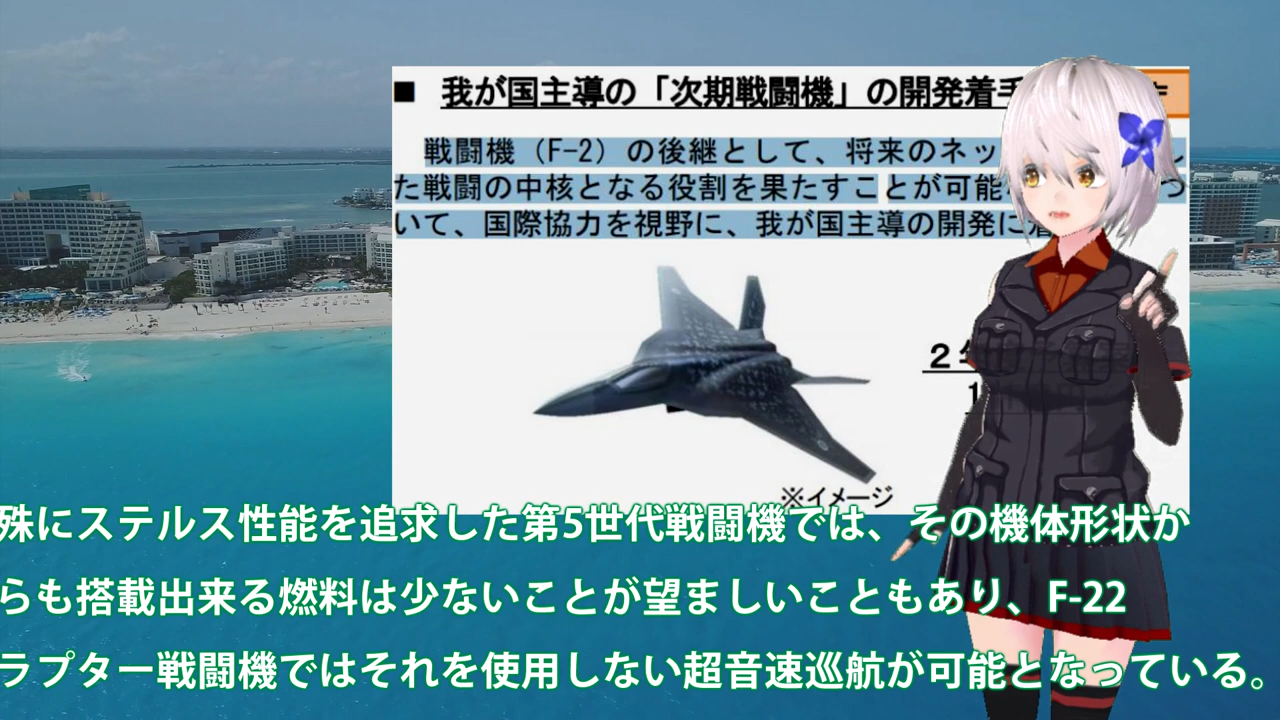 ■ 我が国主導の「次期戦闘機」の開発着手
戦闘機（F-2）の後継として、将来のネッ
た戦闘の中核となる役割を果たすことが可能 つ
いて、国際協力を視野に、我が国主導の開発に着
2
1
※イメージ
殊にステルス性能を追求した第5世代戦闘機では、その機体形状か
らも搭載出来る燃料は少ないことが望ましいこともあり、F-22
ラプター戦闘機ではそれを使用しない超音速巡航が可能となっている。